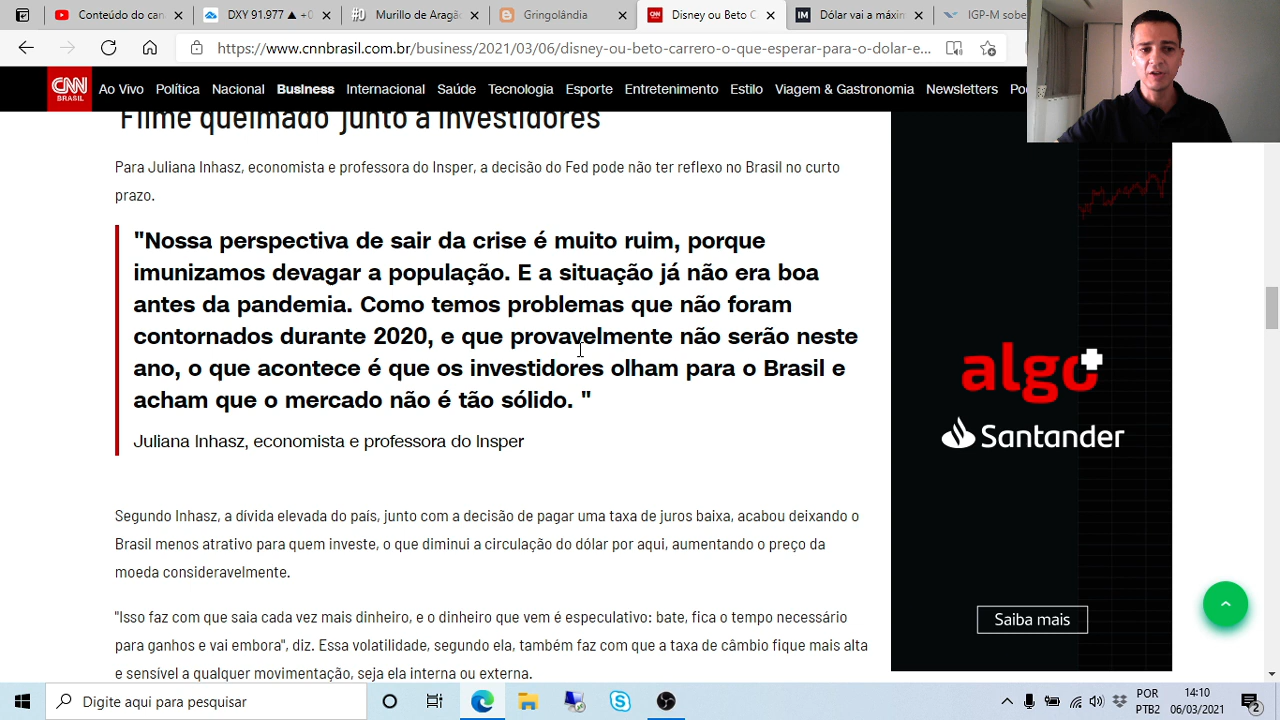 Conteú
DXY 91.977 ▲ +0
Murilo de Aragão
Gringolândia
Disney ou Beto C
Dólar vai a máxim
IGP-M sob
https://www.cnnbrasil.com.br/business/2021/03/06/disney-ou-beto-carrero-o-que-esperar-para-o-dolar-e...
CNN
BRASIL
Ao Vivo Política Nacional Business Internacional Saúde Tecnologia Esporte Entretenimento Estilo Viagem & Gastronomia Newsletters
'Filme queimado' junto a investidores
Para Juliana Inhasz, economista e professora do Insper, a decisão do Fed pode não ter reflexo no Brasil no curto
prazo.
"Nossa perspectiva de sair da crise é muito ruim, porque
imunizamos devagar a população. E a situação já não era boa
antes da pandemia. Como temos problemas que não foram
contornados durante 2020, e que provavelmente não serão neste
ano, o que acontece é que os investidores olham para o Brasil e
acham que o mercado não é tão sólido. "
Juliana Inhasz, economista e professora do Insper
Segundo Inhasz, a dívida elevada do país, junto com a decisão de pagar uma taxa de juros baixa, acabou deixando o
Brasil menos atrativo para quem investe, o que diminui a circulação do dólar por aqui, aumentando o preço da
moeda consideravelmente.
"Isso faz com que saia cada vez mais dinheiro, e o dinheiro que vem é especulativo: bate, fica o tempo necessário
para ganhos e vai embora", diz. Essa volatilidade, segundo ela, também faz com que a taxa de câmbio fique mais alta
e sensível a qualquer movimentação, seja ela interna ou externa.
algo+
Santander
Saiba mais
Digite aqui para pesquisar
POR
PTB2
14:10
06/03/2021
2